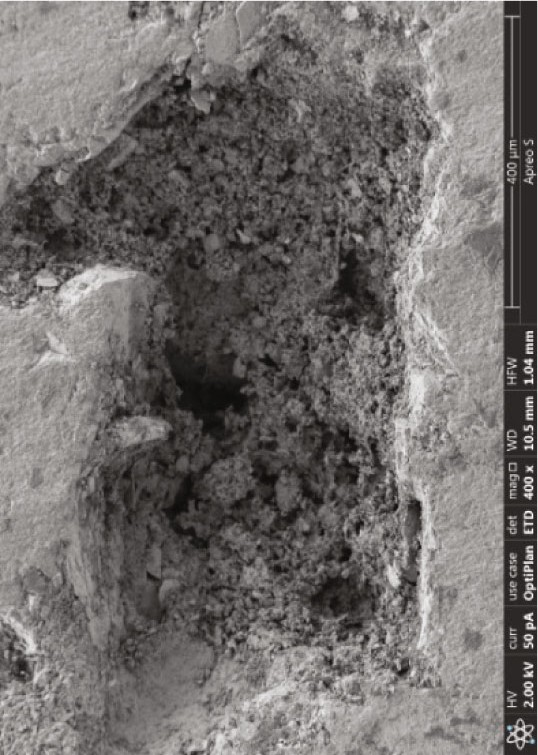 HV curr use case det mag □ WD HFW 400 µm
2.00 kV 50 pA OptiPlan ETD 400 x 10.5 mm 1.04 mm Apreo S